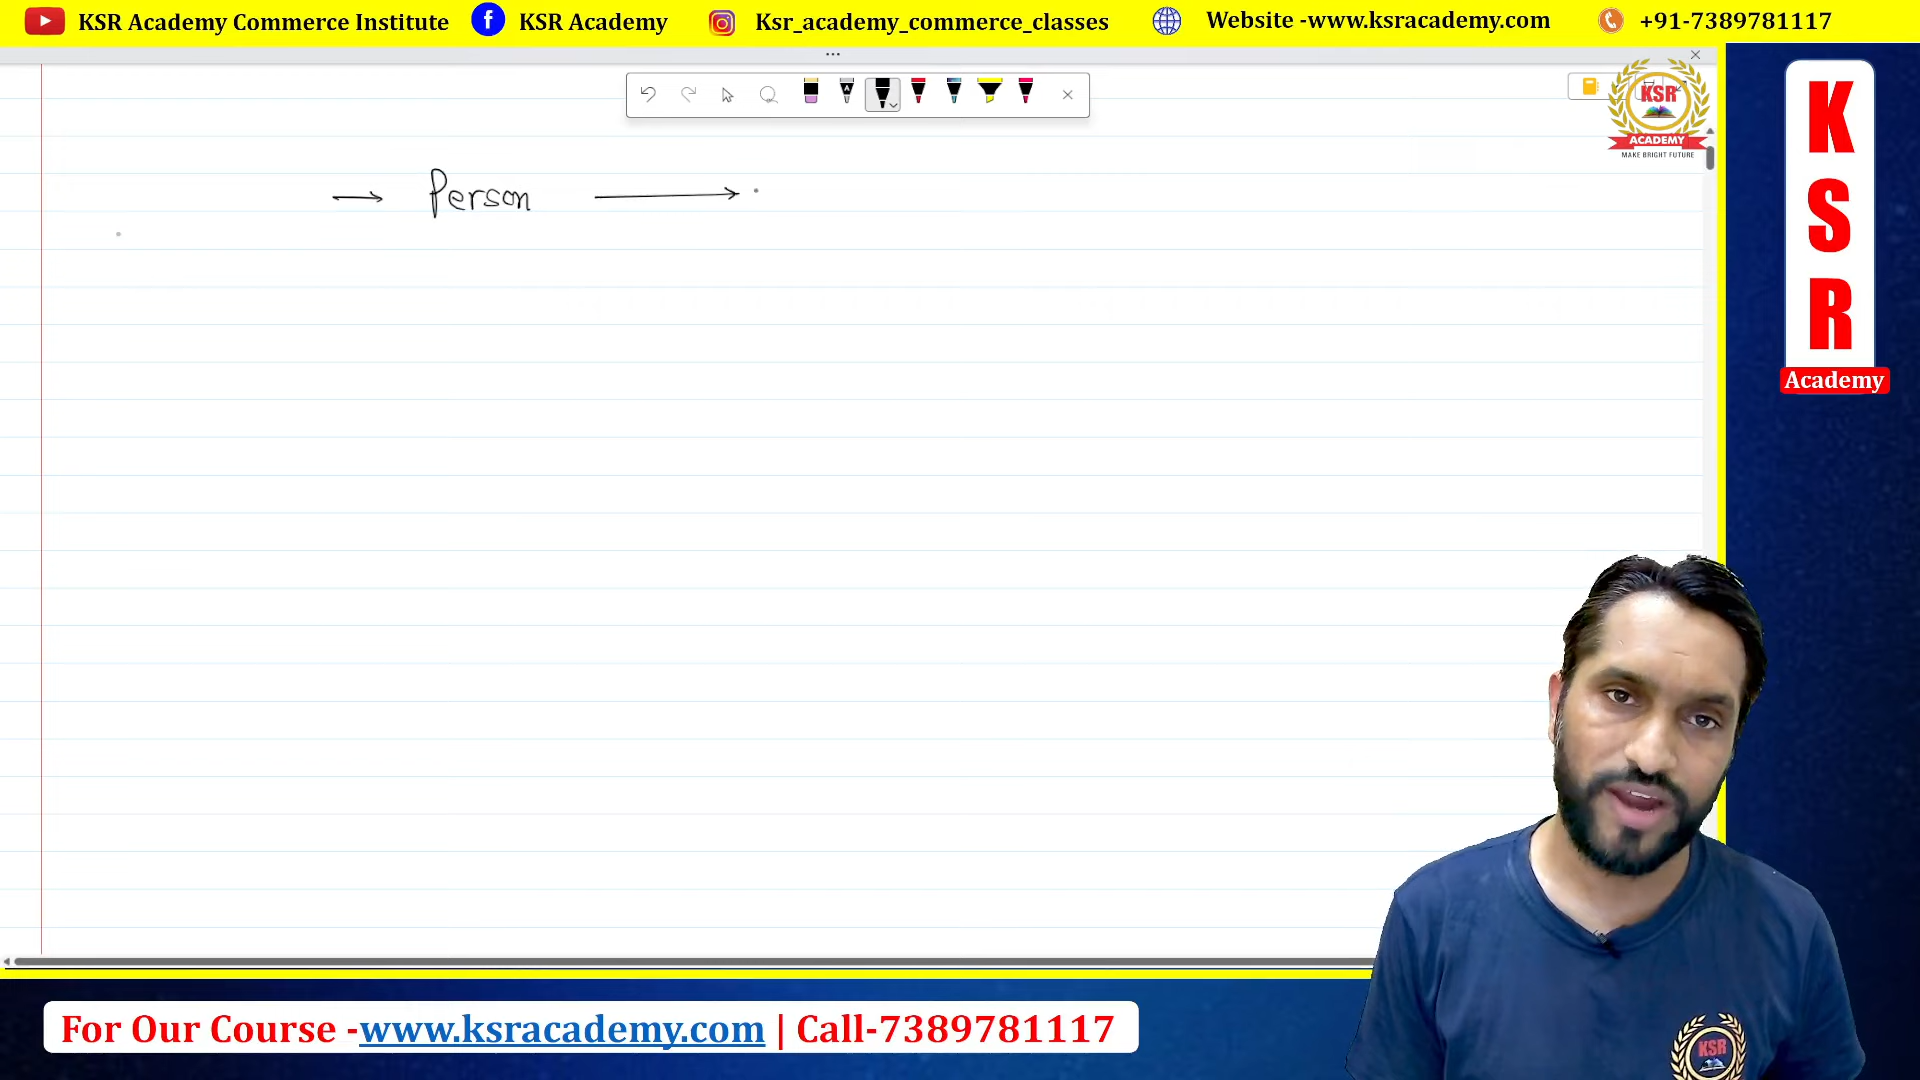 KSR Academy Commerce Institute KSR Academy Ksr_academy_commerce_classes Website -www.ksracademy.com +91-7389781117
KSR
ACADEMY
MAKE BRIGHT FUTURE
→ Person →
K
S
R
Academy
KSR
For Our Course -www.ksracademy.com | Call-7389781117